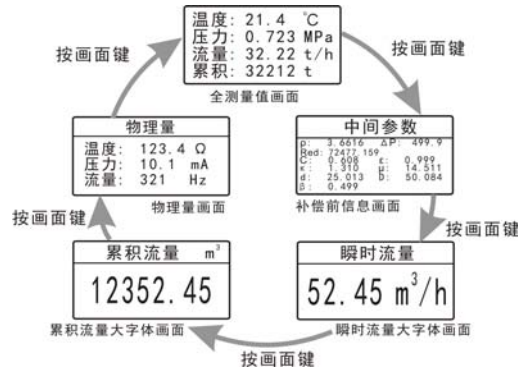 温度: 21.4 ℃
压力: 0.723 MPa
流量: 32.22 t/h
累积: 32212 t
全测量值画面
按画面键
按画面键
物理量
温度: 123.4 Ω
压力: 10.1 mA
流量: 321 Hz
物理量画面
中间参数
ρ: 3.6616 ΔP: 499.9
Red: 72477.159
C: 0.608 ε: 0.999
κ: 1.310 μ: 14.511
d: 25.013 D: 50.084
β: 0.499
补偿前信息画面
按画面键
按画面键
累积流量 m³
12352.45
累积流量大字体画面
瞬时流量
52.45 m³/h
瞬时流量大字体画面
按画面键